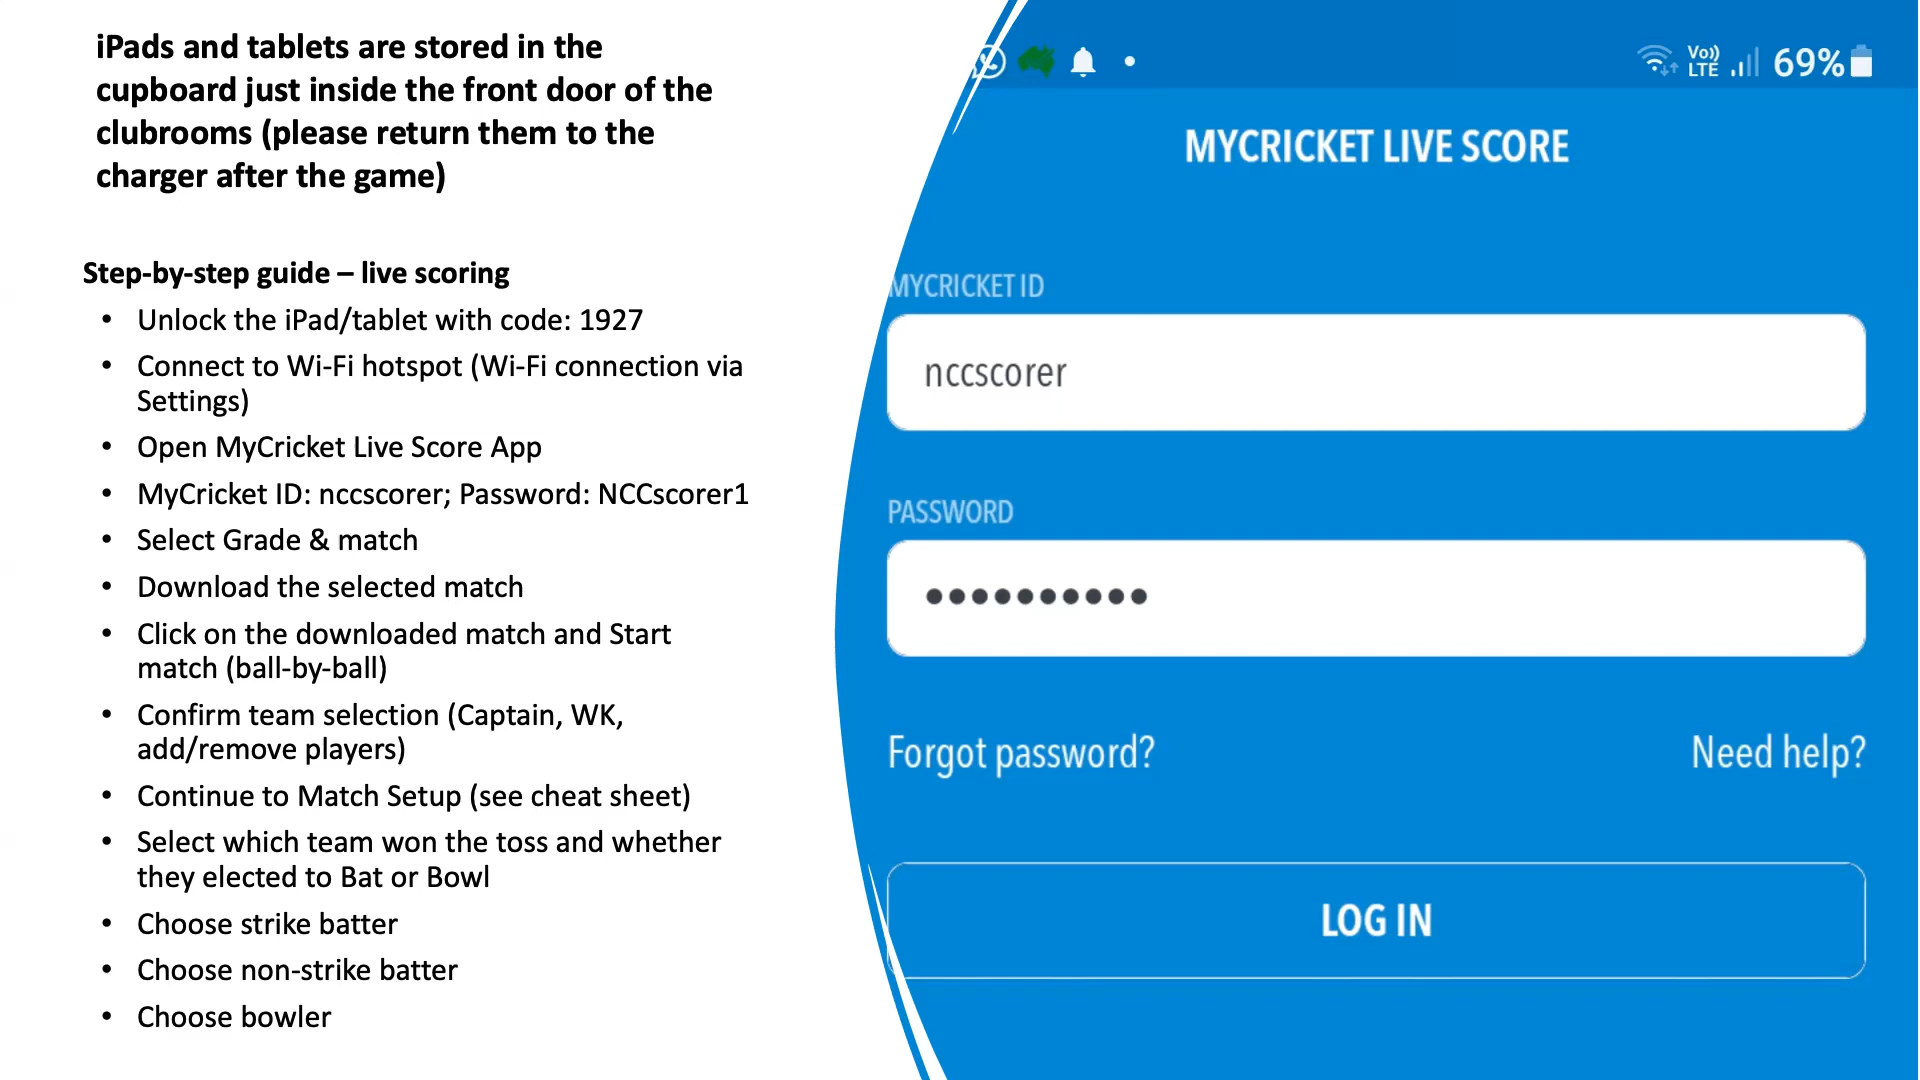 iPads and tablets are stored in the
cupboard just inside the front door of the
clubrooms (please return them to the
charger after the game)
Step-by-step guide – live scoring
• Unlock the iPad/tablet with code: 1927
• Connect to Wi-Fi hotspot (Wi-Fi connection via
Settings)
• Open MyCricket Live Score App
• MyCricket ID: nccscorer; Password: NCCscorer1
• Select Grade & match
• Download the selected match
• Click on the downloaded match and Start
match (ball-by-ball)
• Confirm team selection (Captain, WK,
add/remove players)
• Continue to Match Setup (see cheat sheet)
• Select which team won the toss and whether
they elected to Bat or Bowl
• Choose strike batter
• Choose non-strike batter
• Choose bowler
Vo)) LTE 69%
MYCRICKET LIVE SCORE
MYCRICKET ID
nccscorer
PASSWORD
••••••••••
Forgot password? Need help?
LOG IN